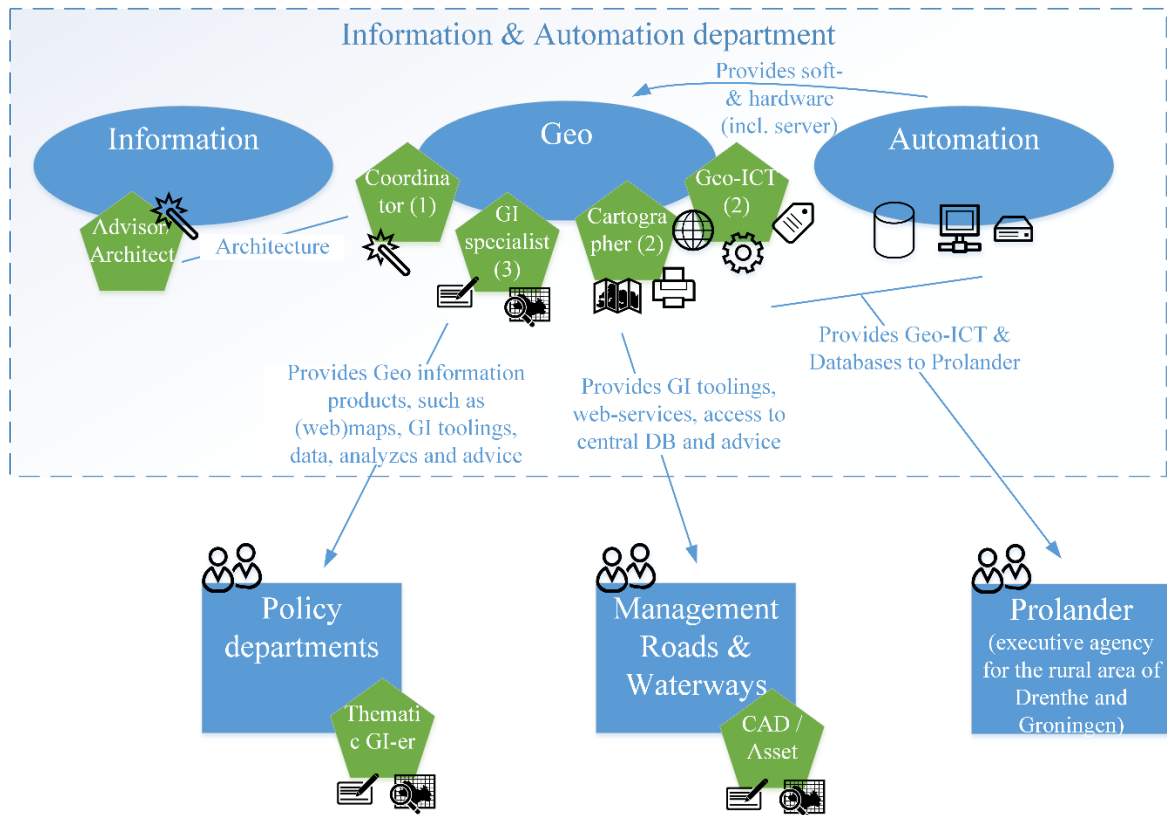 Information & Automation department
Provides soft-
& hardware
(incl. server)
Information
Geo
Automation
Coordina
tor (1)
Geo-ICT
(2)
GI
specialist
(3)
Cartogra
pher (2)
Advisor/
Architect
Architecture
Provides Geo information
products, such as
(web)maps, GI toolings,
data, analyzes and advice
Provides GI toolings,
web-services, access to
central DB and advice
Provides Geo-ICT &
Databases to Prolander
Policy
departments
Management
Roads &
Waterways
Prolander
(executive agency
for the rural area of
Drenthe and
Groningen)
Themati
c GI-er
CAD /
Asset